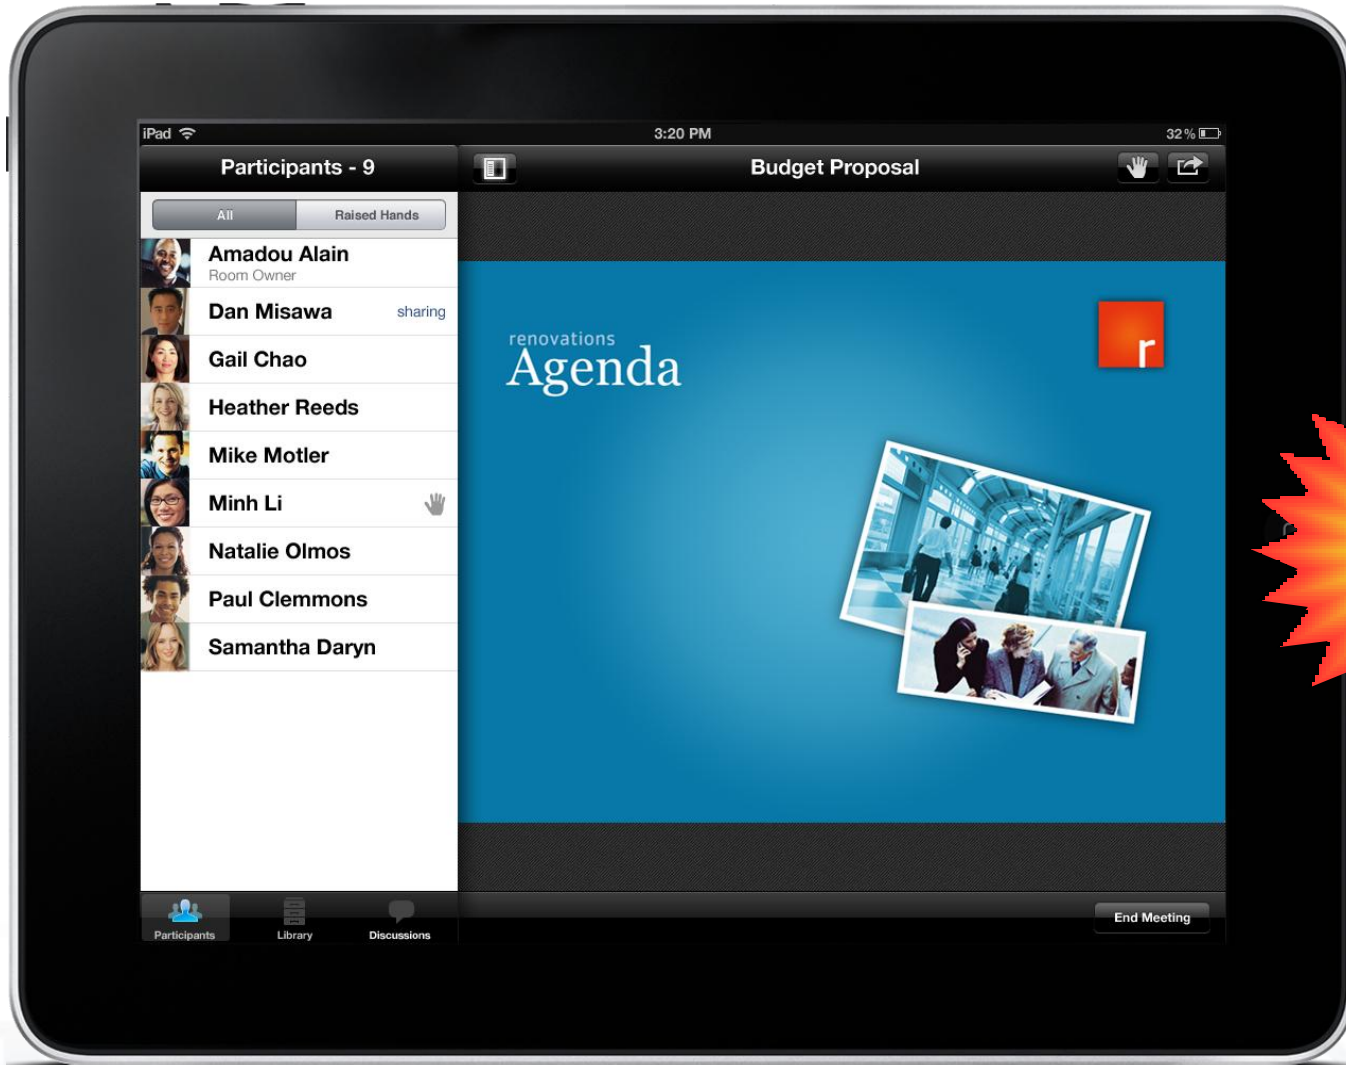 iPad 3:20 PM 32%
Participants - 9
Budget Proposal
All Raised Hands
Amadou Alain
Room Owner
Dan Misawa sharing
Gail Chao
Heather Reeds
Mike Motler
Minh Li
Natalie Olmos
Paul Clemmons
Samantha Daryn
renovations
Agenda
r
Participants Library Discussions
End Meeting